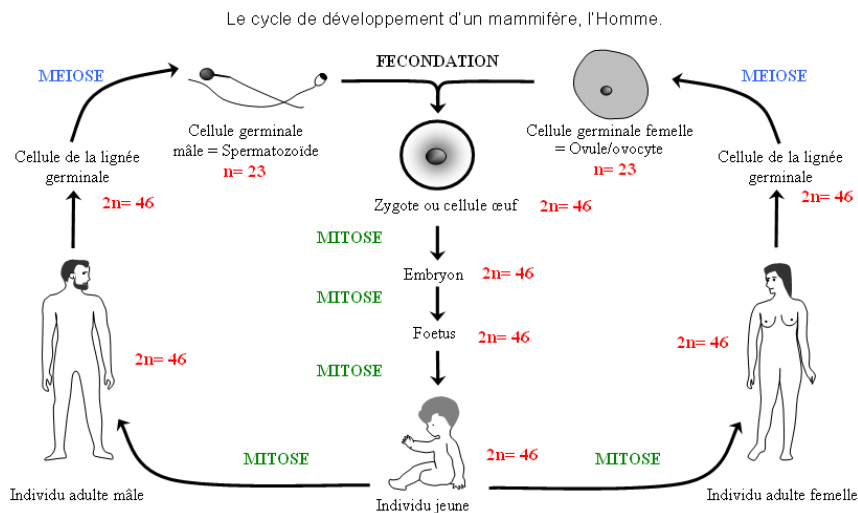 Le cycle de développement d'un mammifère, l'Homme.
MEIOSE
FECONDATION
MEIOSE
Cellule germinale
mâle = Spermatozoïde
n= 23
Cellule germinale femelle
= Ovule/ovocyte
n= 23
Cellule de la lignée
germinale
2n= 46
Cellule de la lignée
germinale
2n= 46
Zygote ou cellule œuf
2n= 46
MITOSE
Embryon
2n= 46
MITOSE
Foetus
2n= 46
MITOSE
2n= 46
2n= 46
2n= 46
MITOSE
MITOSE
Individu adulte mâle
Individu jeune
Individu adulte femelle